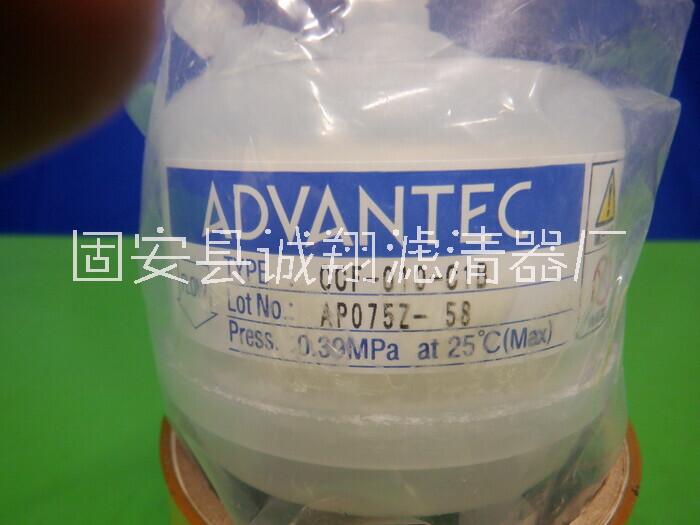 ADVANTEC
固安县诚翔滤清器厂
TYPE :
Lot No.: AP075Z- 58
Press. 0.39MPa at 25℃(Max)